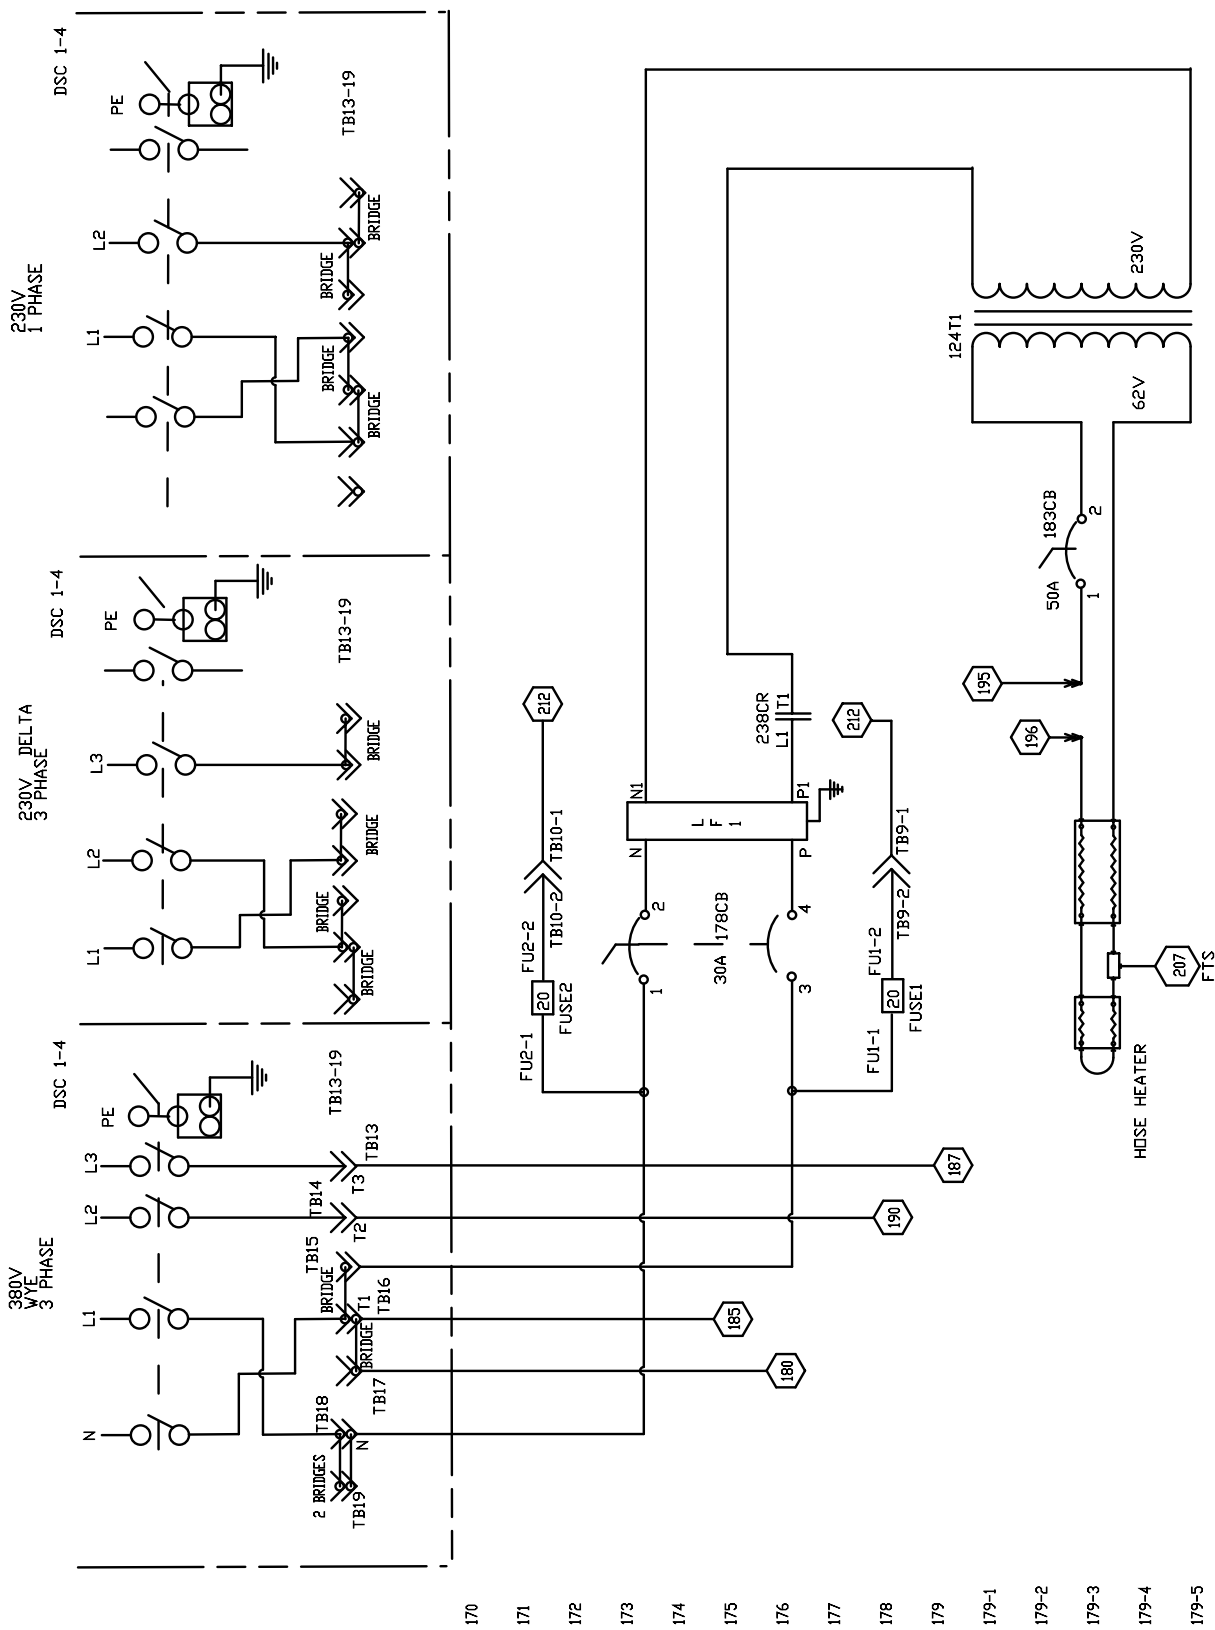 380V
WYE
3 PHASE
N
L1
L2
L3
PE
DSC 1-4
2 BRIDGES
TB19
TB18
N
TB17
BRIDGE
BRIDGE
T1
TB16
TB15
T2
TB14
T3
TB13
TB13-19
230V DELTA
3 PHASE
L1
L2
L3
PE
DSC 1-4
BRIDGE
BRIDGE
BRIDGE
BRIDGE
TB13-19
230V
1 PHASE
L1
L2
PE
DSC 1-4
BRIDGE
BRIDGE
BRIDGE
BRIDGE
TB13-19
170
171
172
173
174
175
176
177
178
179
179-1
179-2
179-3
179-4
179-5
FU2-1
20
FUSE2
FU2-2
TB10-2
TB10-1
212
1
2
N
N1
30A
178CB
LF1
3
4
P
P1
238CR
L1
T1
FU1-1
20
FUSE1
FU1-2
TB9-2
TB9-1
212
185
180
190
187
124T1
230V
62V
50A
183CB
1
2
195
196
207
FTS
HOSE HEATER